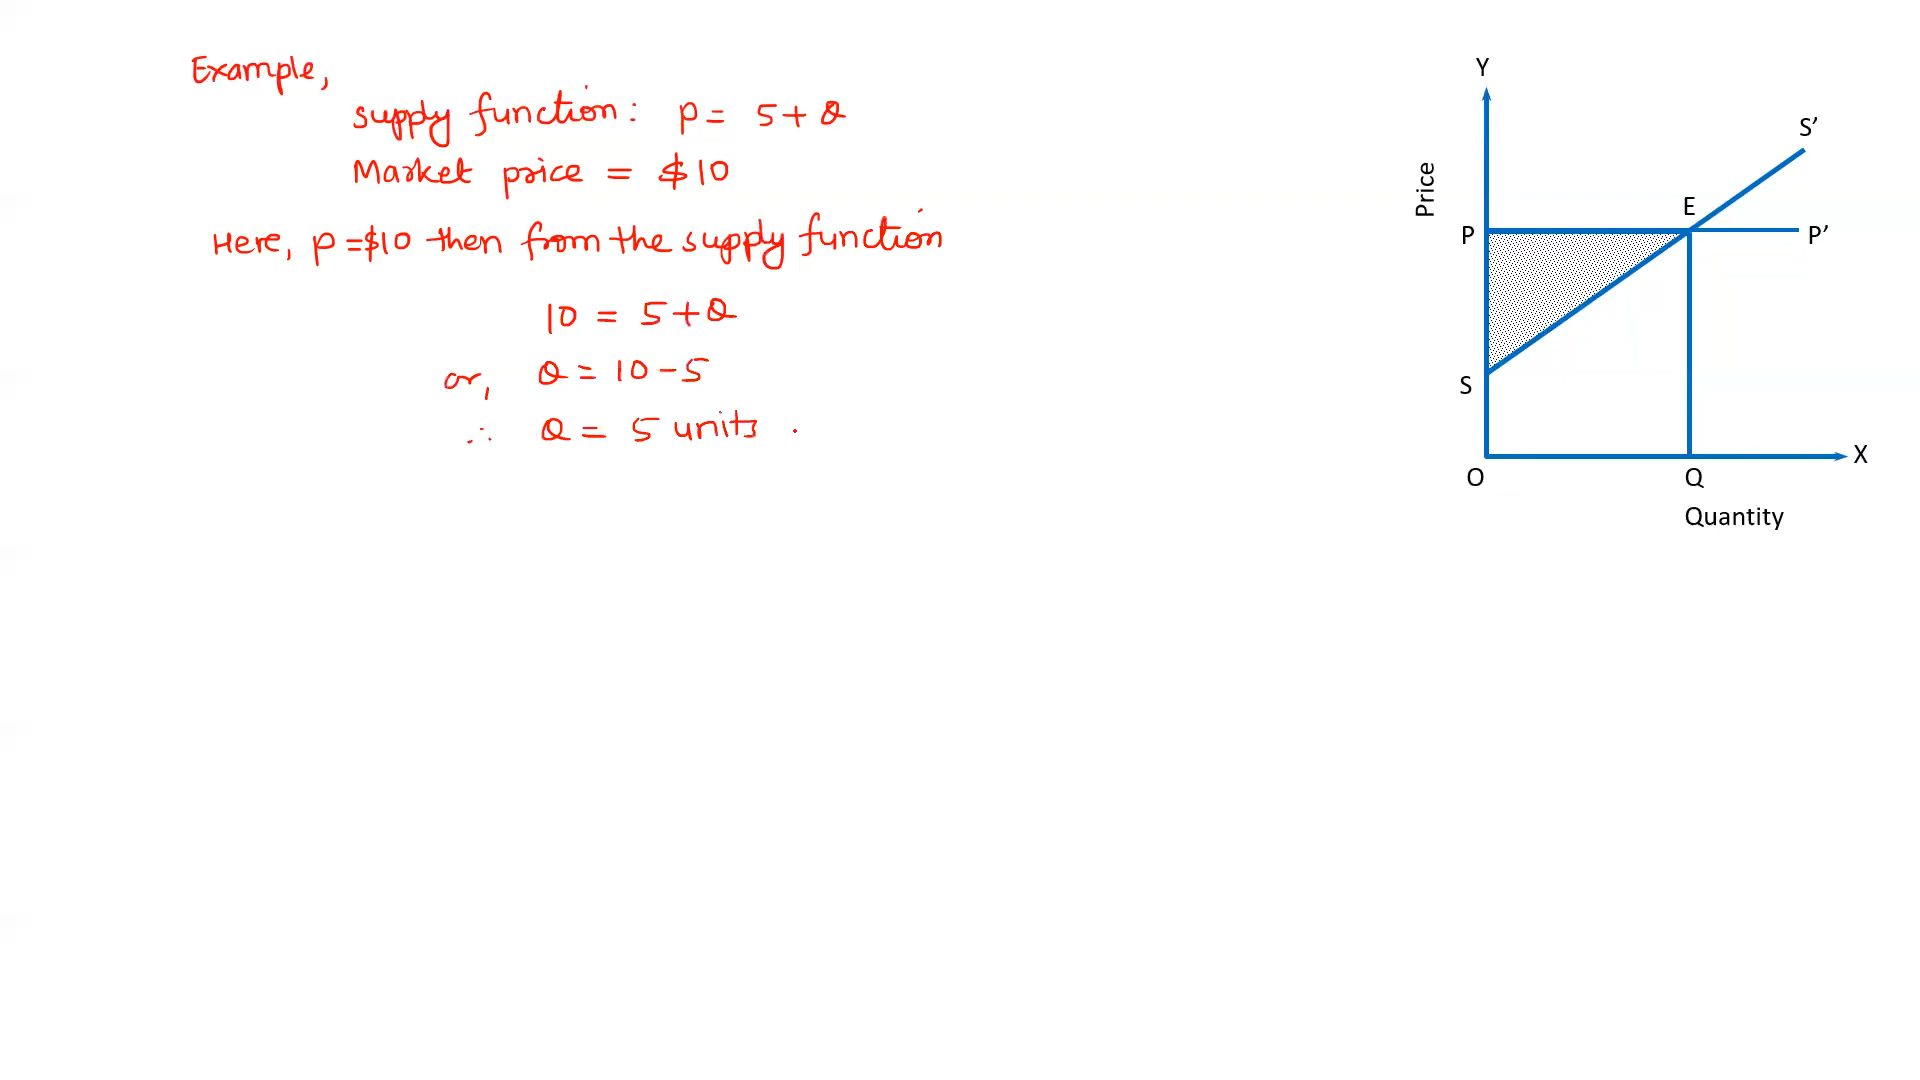 Example,
supply function: P = 5 + Q
Market price = $10
Here, P = $10 then from the supply function
10 = 5 + Q
or, Q = 10 - 5
∴ Q = 5 units.
Y
S’
Price
E
P
P’
S
X
O
Q
Quantity